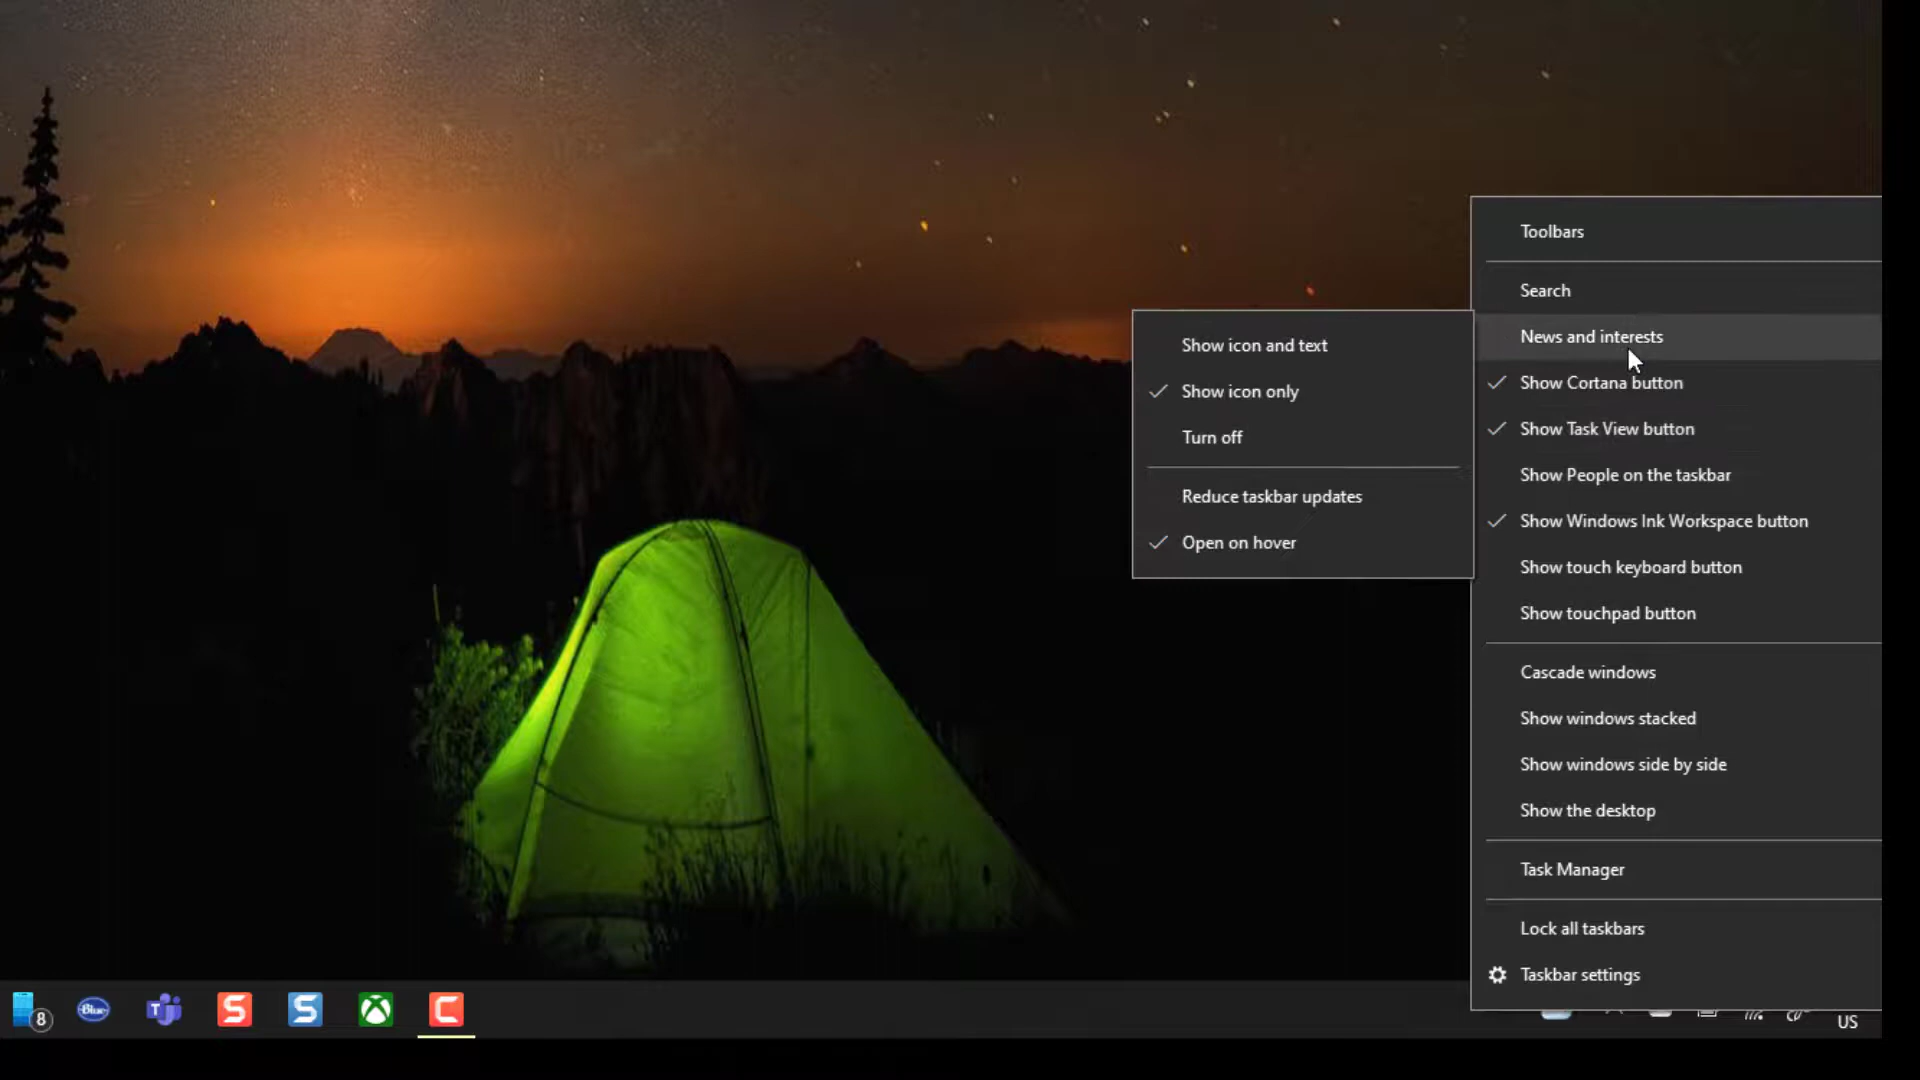 Toolbars
Search
News and interests
Show Cortana button
Show Task View button
Show People on the taskbar
Show Windows Ink Workspace button
Show touch keyboard button
Show touchpad button
Cascade windows
Show windows stacked
Show windows side by side
Show the desktop
Task Manager
Lock all taskbars
Taskbar settings
Show icon and text
Show icon only
Turn off
Reduce taskbar updates
Open on hover
8
Blue
T
S
S
C
US